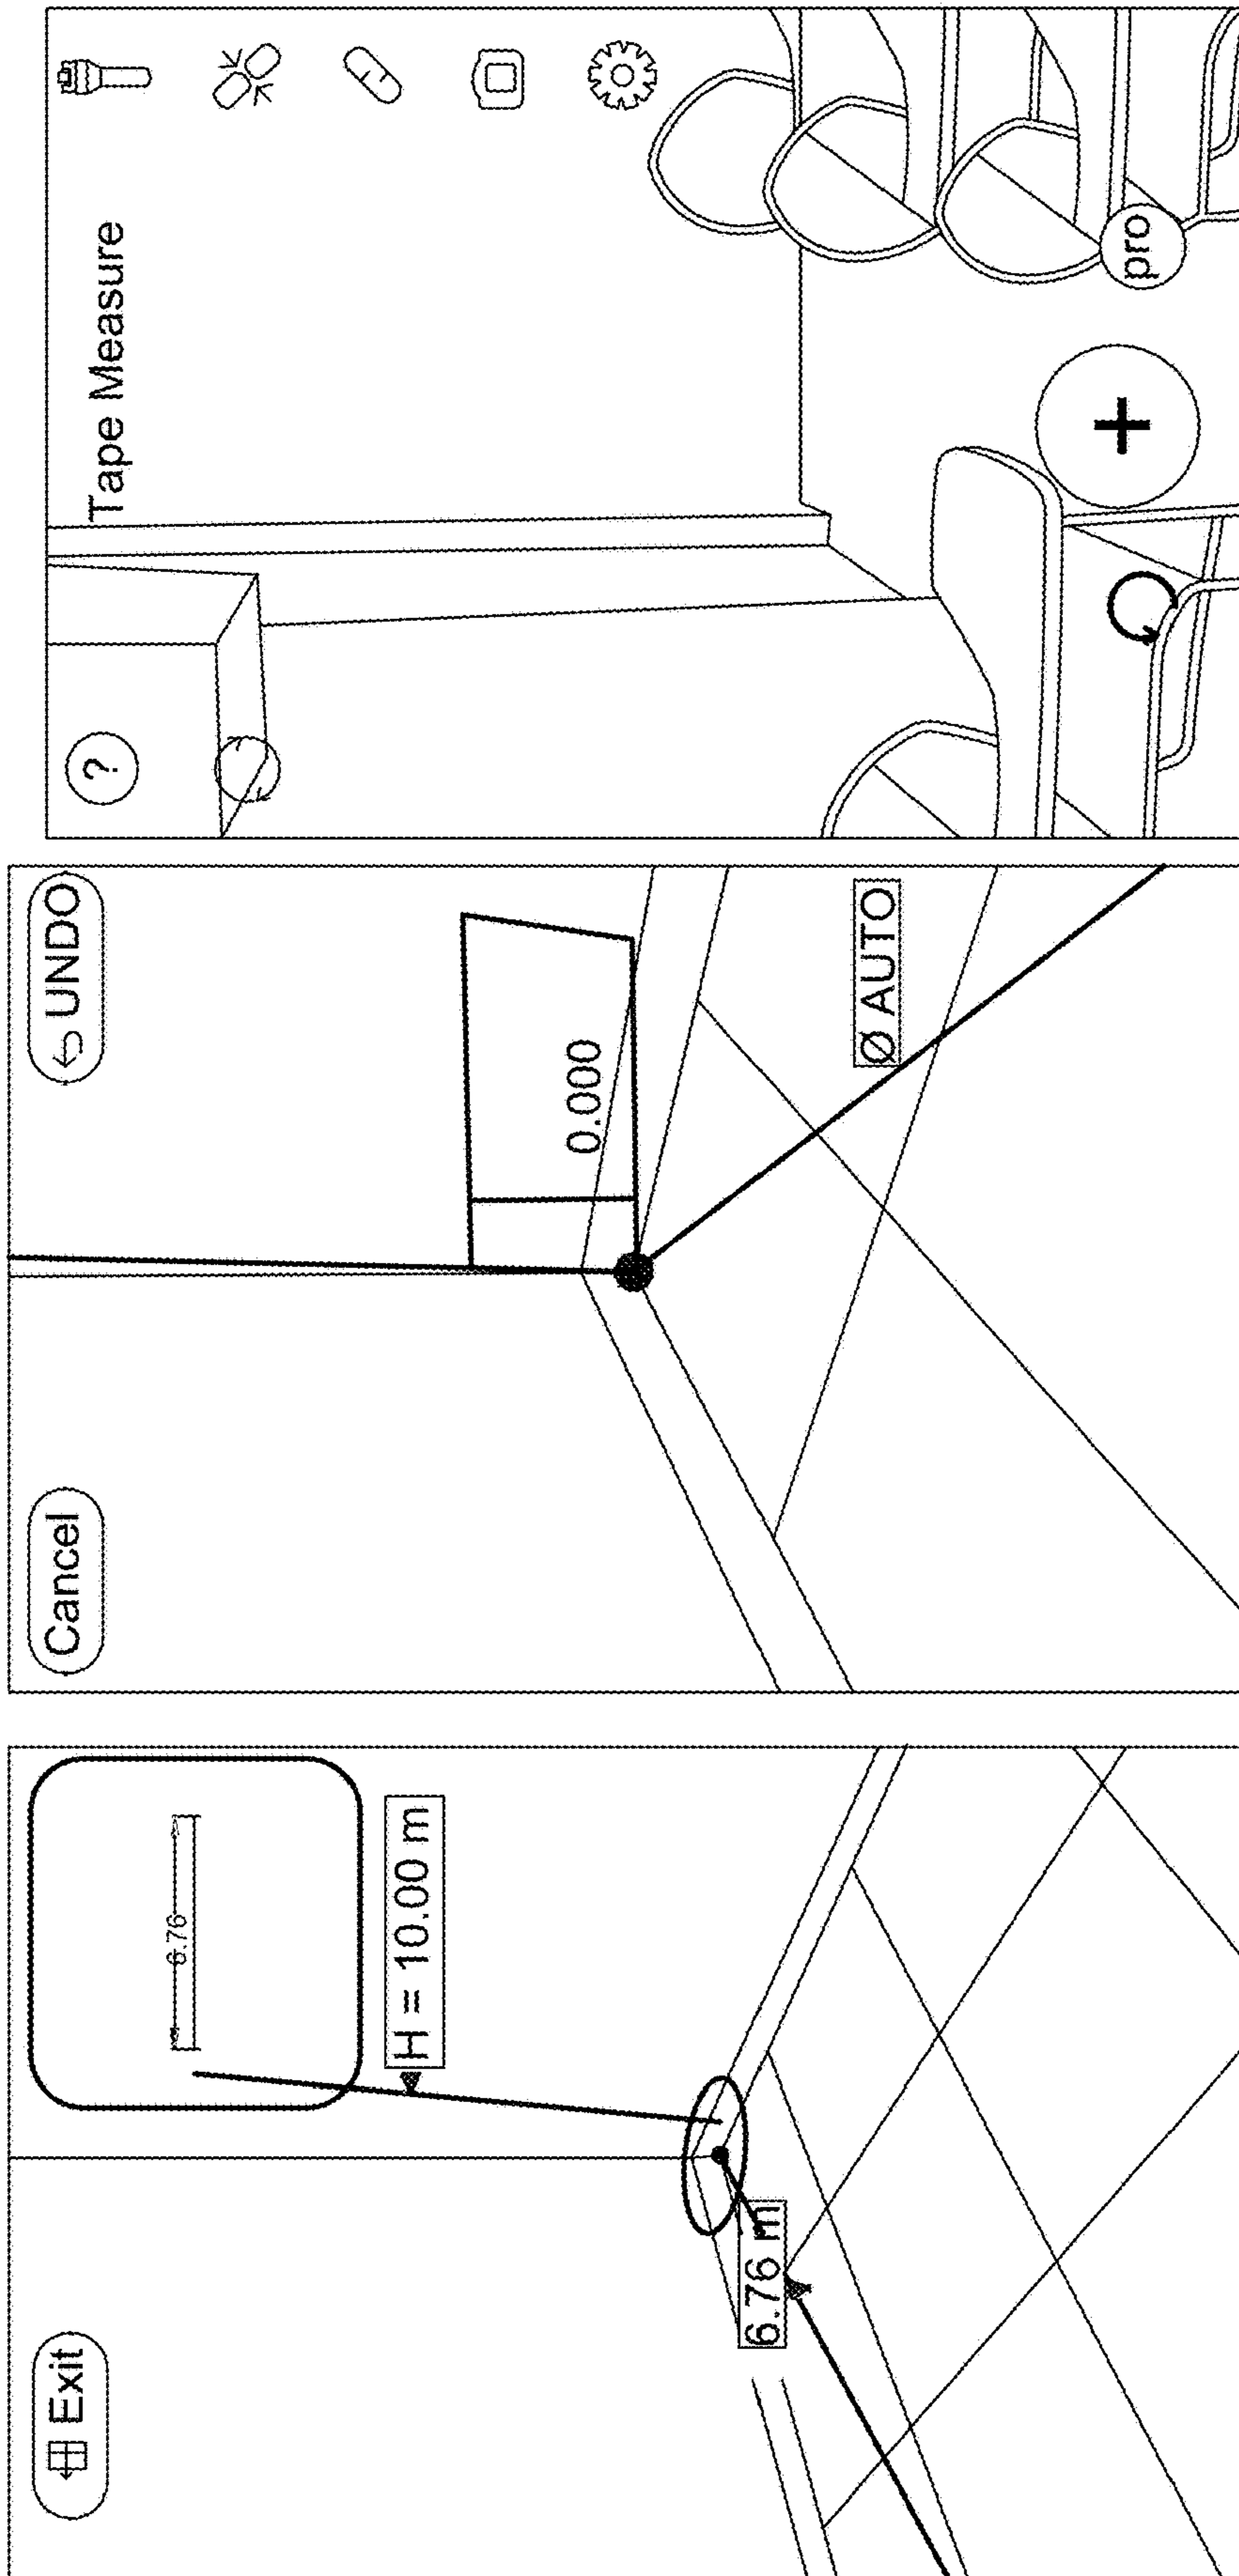 Exit
6.76
H = 10.00 m
6.76 m
Cancel
UNDO
0.000
Ø AUTO
?
Tape Measure
pro